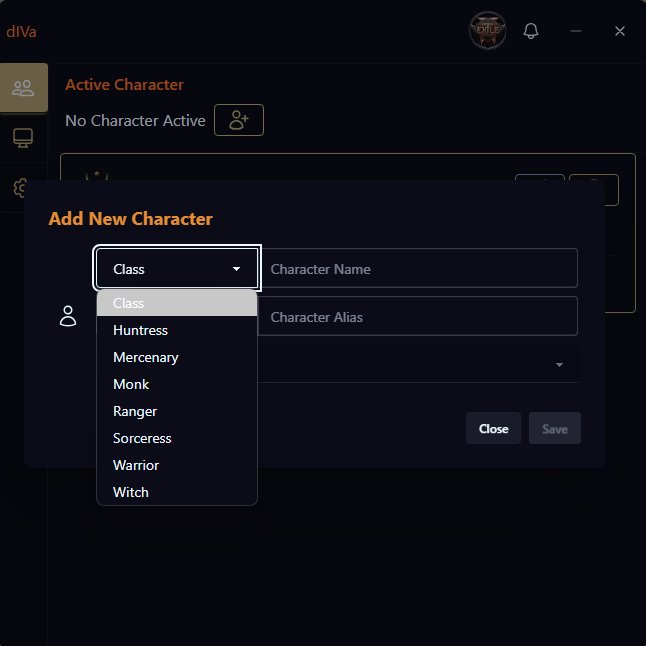 dIVa
EXILE
Active Character
No Character Active
Add New Character
Class
Character Name
Class
Character Alias
Huntress
Mercenary
Monk
Ranger
Sorceress
Warrior
Witch
Close
Save